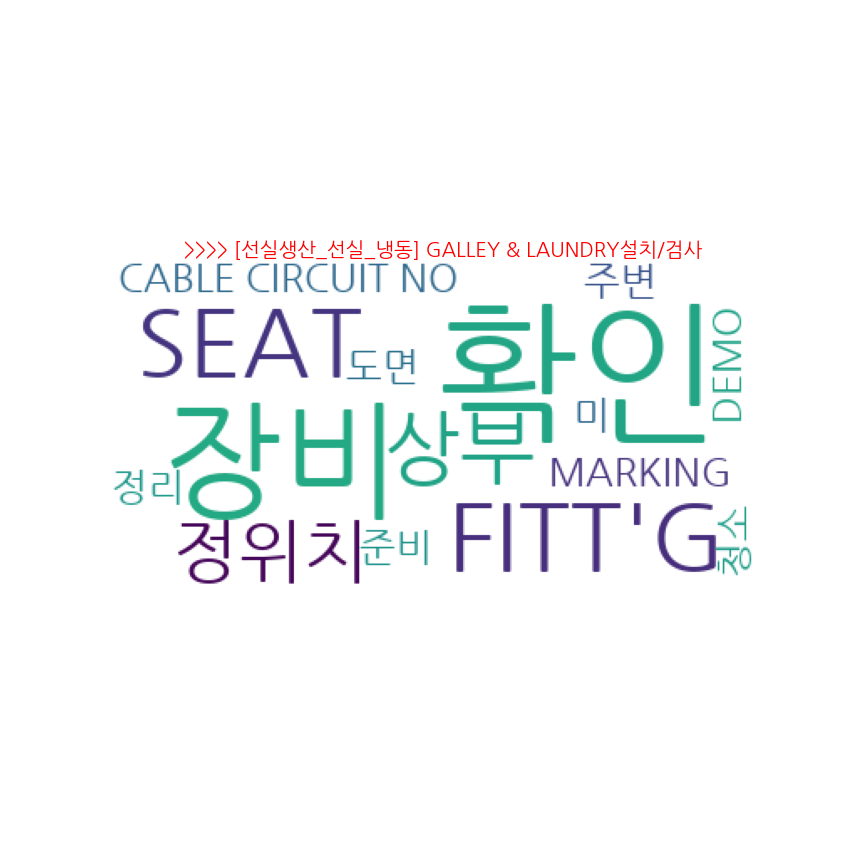 >>>> [선실생산_선실_냉동] GALLEY & LAUNDRY설치/검사
CABLE CIRCUIT NO
주변
SEAT
확인
DEMO
도면
미
장비
상부
정리
MARKING
정위치
준비
FITT'G
청소